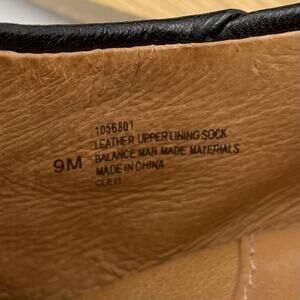 1056801
LEATHER UPPER LINING SOCK
9M BALANCE MAN MADE MATERIALS
MADE IN CHINA